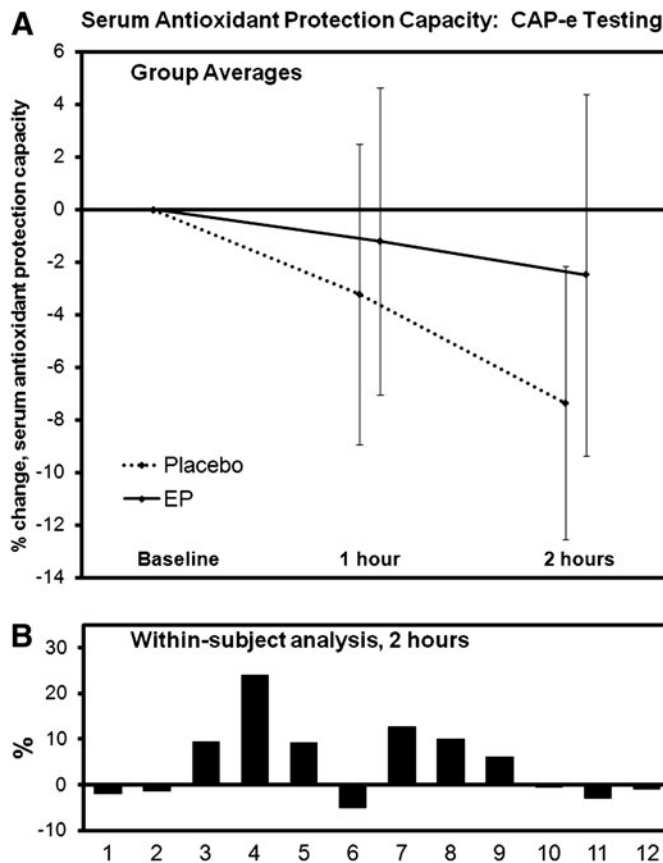 A
Serum Antioxidant Protection Capacity: CAP-e Testing
Group Averages
% change, serum antioxidant protection capacity
6
4
2
0
-2
-4
-6
-8
-10
-12
-14
Placebo
EP
Baseline 1 hour 2 hours
B
Within-subject analysis, 2 hours
%
30
20
10
0
-10
1 2 3 4 5 6 7 8 9 10 11 12